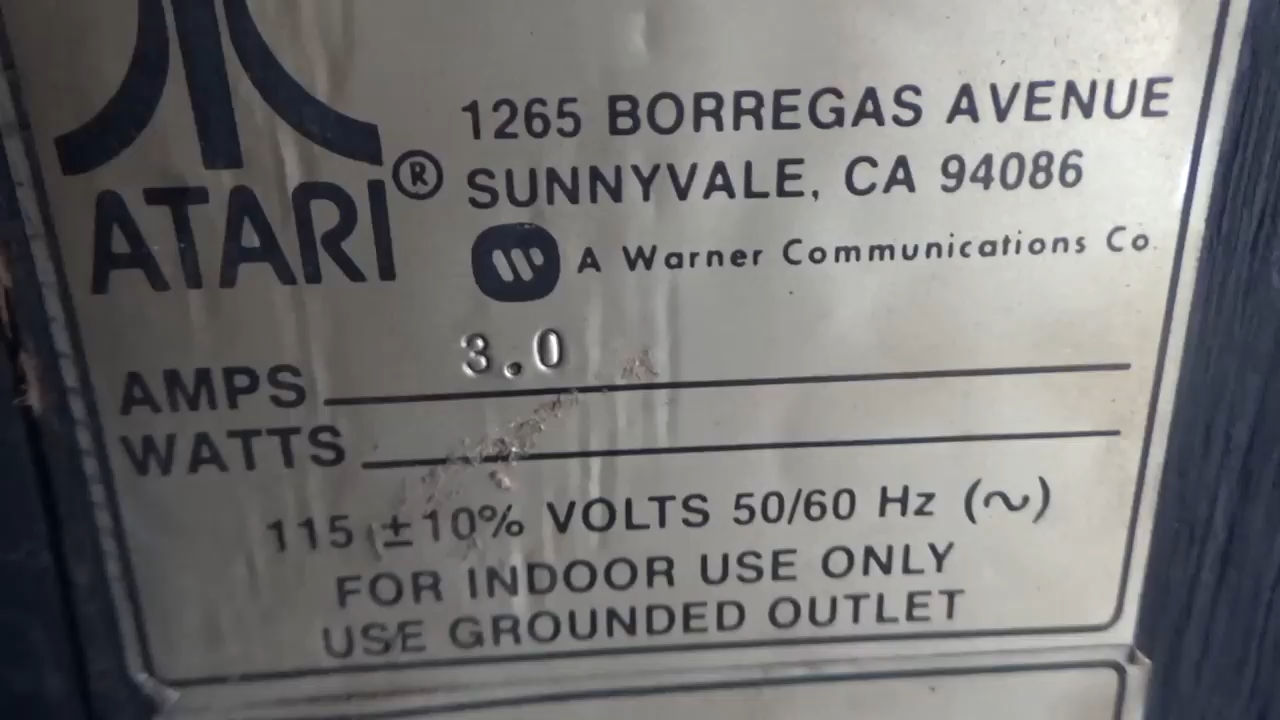 1265 BORREGAS AVENUE
SUNNYVALE, CA 94086
ATARI®
A Warner Communications Co.
AMPS 3.0
WATTS
115 ±10% VOLTS 50/60 Hz (~)
FOR INDOOR USE ONLY
USE GROUNDED OUTLET